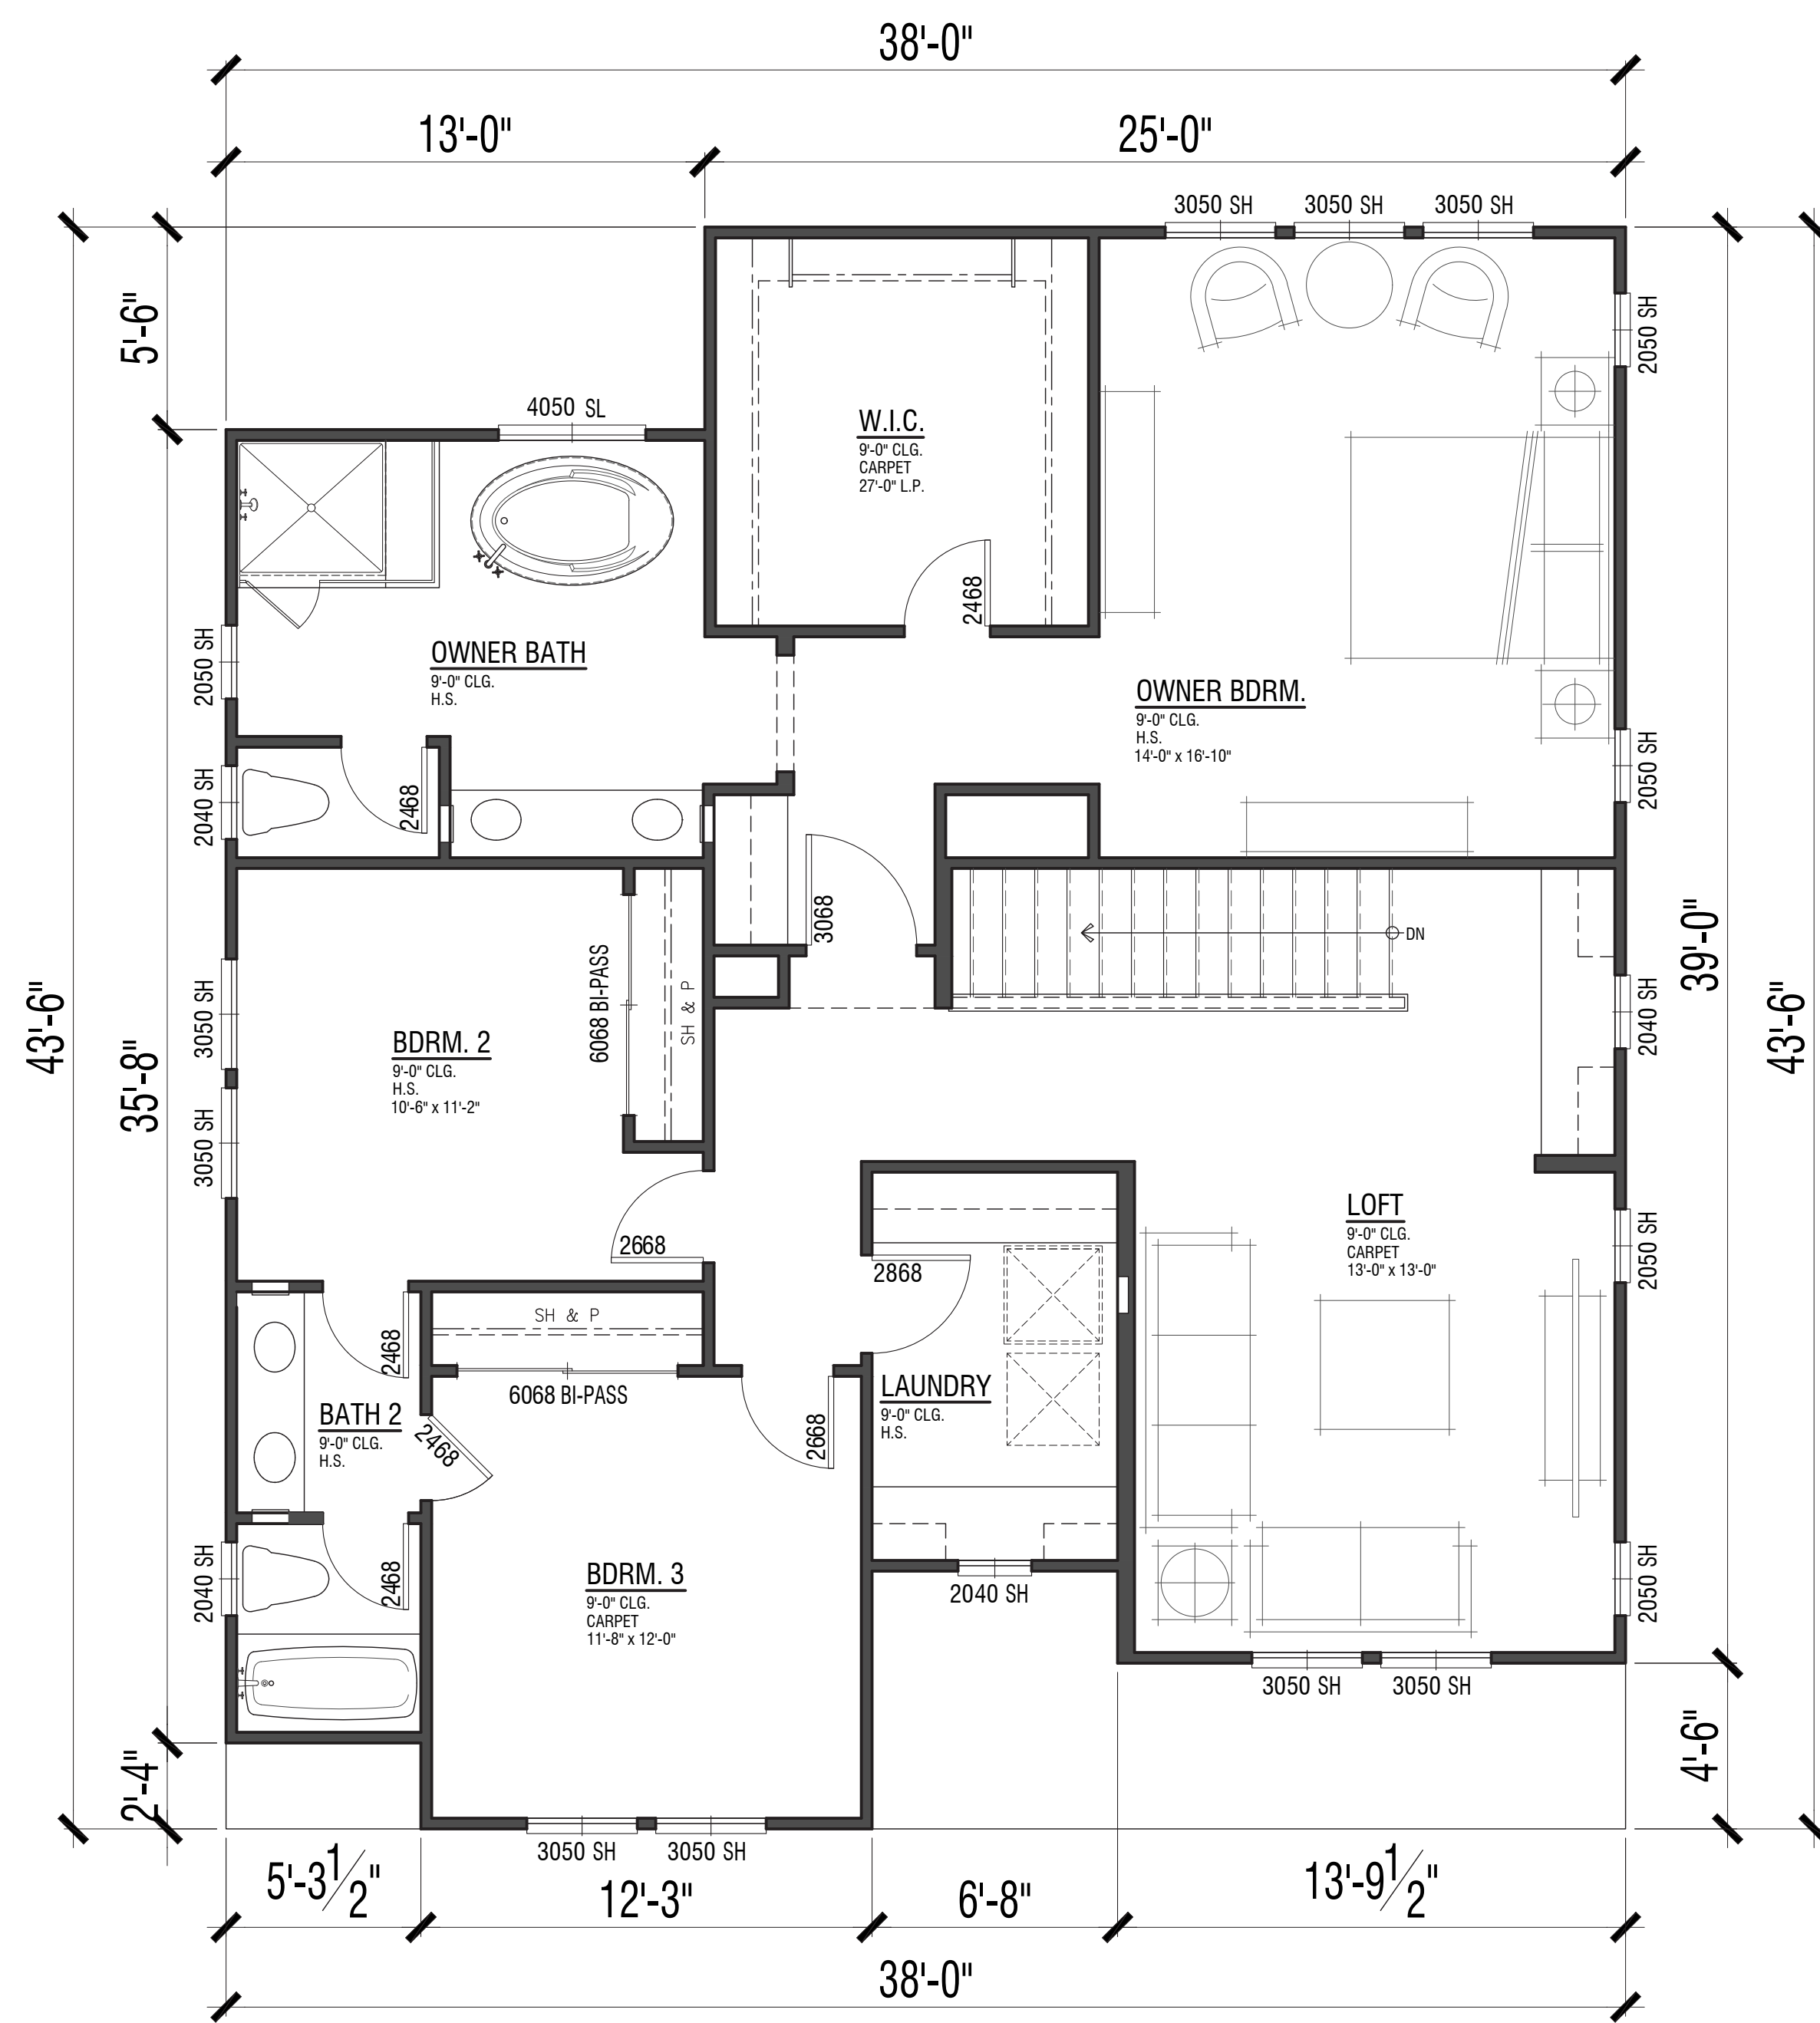 38'-0"
13'-0"
25'-0"
3050 SH
3050 SH
3050 SH
5'-6"
2050 SH
4050 SL
W.I.C.
9'-0" CLG.
CARPET
27'-0" L.P.
2468
OWNER BATH
9'-0" CLG.
H.S.
2050 SH
OWNER BDRM.
9'-0" CLG.
H.S.
14'-0" x 16'-10"
2050 SH
2040 SH
2468
3068
DN
39'-0"
43'-6"
35'-8"
43'-6"
3050 SH
6068 BI-PASS
SH & P
2040 SH
BDRM. 2
9'-0" CLG.
H.S.
10'-6" x 11'-2"
3050 SH
2668
2868
LOFT
9'-0" CLG.
CARPET
13'-0" x 13'-0"
2050 SH
SH & P
2468
6068 BI-PASS
LAUNDRY
9'-0" CLG.
H.S.
BATH 2
9'-0" CLG.
H.S.
2468
2668
2040 SH
2468
BDRM. 3
9'-0" CLG.
CARPET
11'-8" x 12'-0"
2040 SH
2050 SH
3050 SH
3050 SH
2'-4"
4'-6"
3050 SH
3050 SH
5'-3 1/2"
12'-3"
6'-8"
13'-9 1/2"
38'-0"